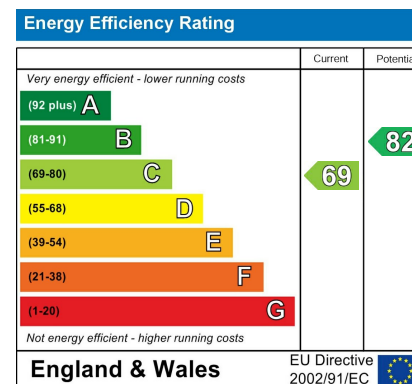 Energy Efficiency Rating
Current Potentia
Very energy efficient - lower running costs
(92 plus) A
(81-91) B 82
(69-80) C 69
(55-68) D
(39-54) E
(21-38) F
(1-20) G
Not energy efficient - higher running costs
England & Wales
EU Directive
2002/91/EC